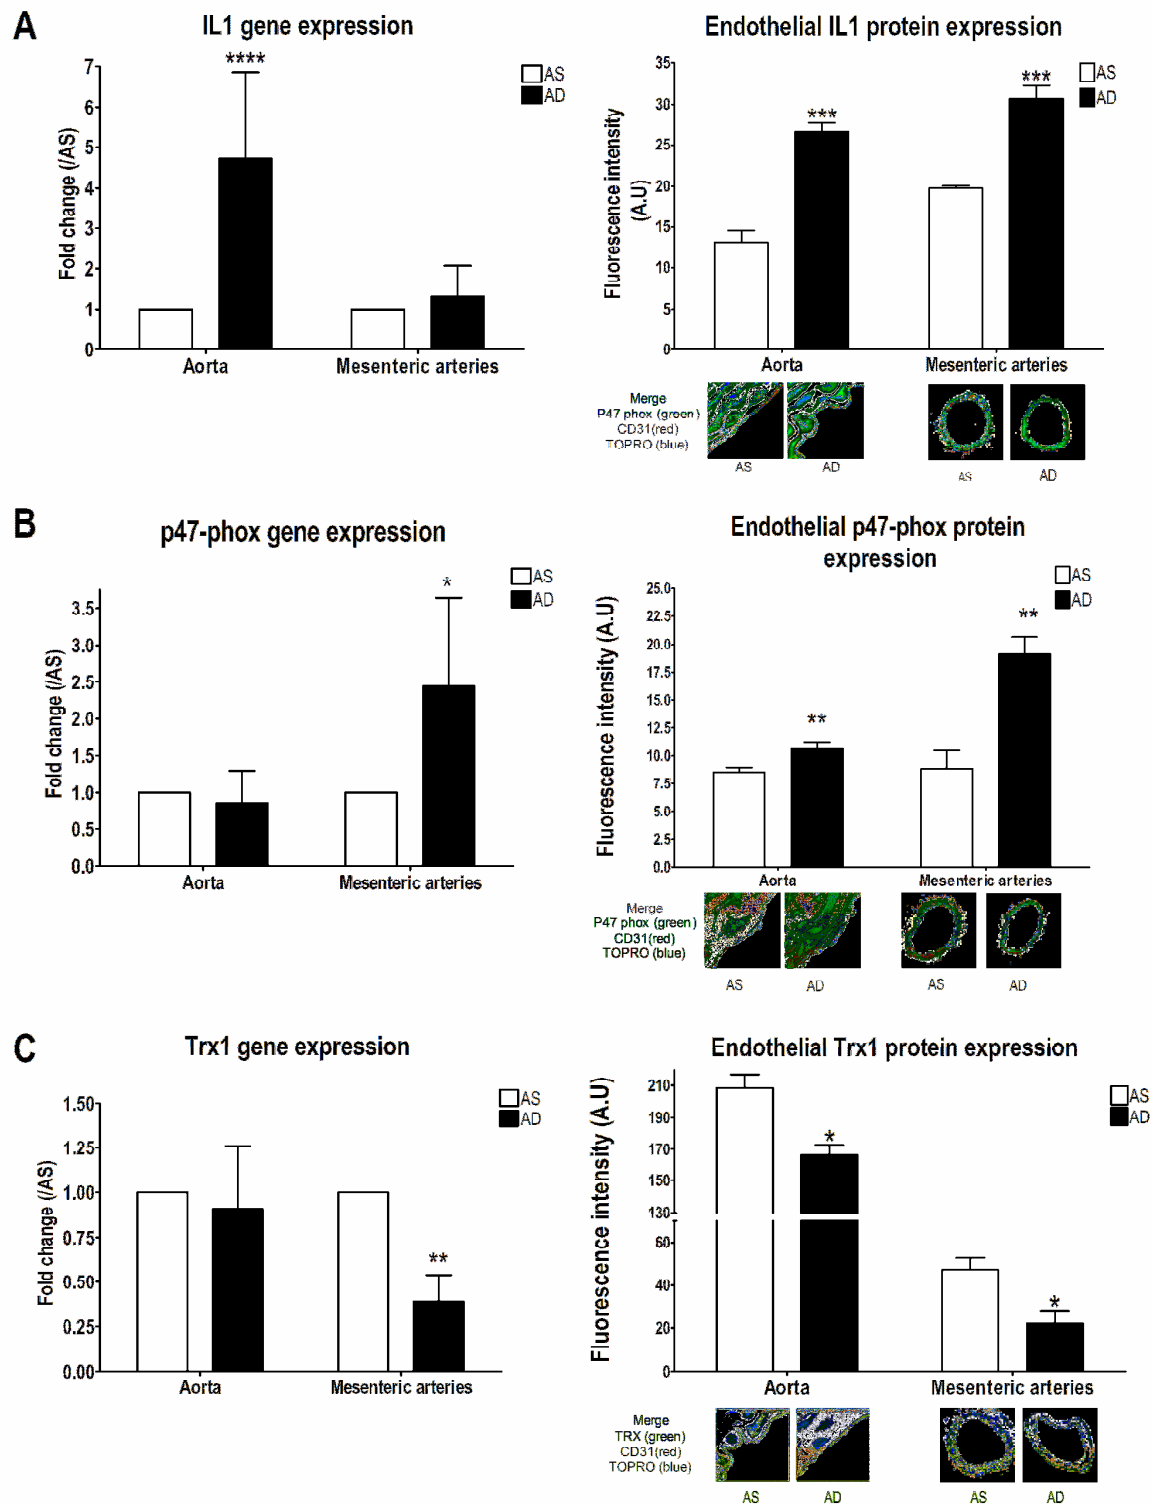 A
IL1 gene expression
****
AS
AD
Fold change (/AS)
7
6
5
4
3
2
1
0
Aorta
Mesenteric arteries
Endothelial IL1 protein expression
AS
AD
***
***
Fluorescence intensity
(A.U)
35
30
25
20
15
10
5
0
Aorta
Mesenteric arteries
Merge
P47 phox (green)
CD31(red)
TOPRO (blue)
AS
AD
AS
AD
B
p47-phox gene expression
AS
AD
*
Fold change (/AS)
3.5
3.0
2.5
2.0
1.5
1.0
0.5
0.0
Aorta
Mesenteric arteries
Endothelial p47-phox protein
expression
AS
AD
**
**
Fluorescence intensity (A.U)
25.0
22.5
20.0
17.5
15.0
12.5
10.0
7.5
5.0
2.5
0.0
Aorta
Mesenteric arteries
Merge
P47 phox (green)
CD31(red)
TOPRO (blue)
AS
AD
AS
AD
C
Trx1 gene expression
AS
AD
**
Fold change (/AS)
1.50
1.25
1.00
0.75
0.50
0.25
0.00
Aorta
Mesenteric arteries
Endothelial Trx1 protein expression
AS
AD
*
*
Fluorescence intensity (A.U)
210
190
170
150
130
60
40
20
0
Aorta
Mesenteric arteries
Merge
TRX (green)
CD31(red)
TOPRO (blue)
AS
AD
AS
AD